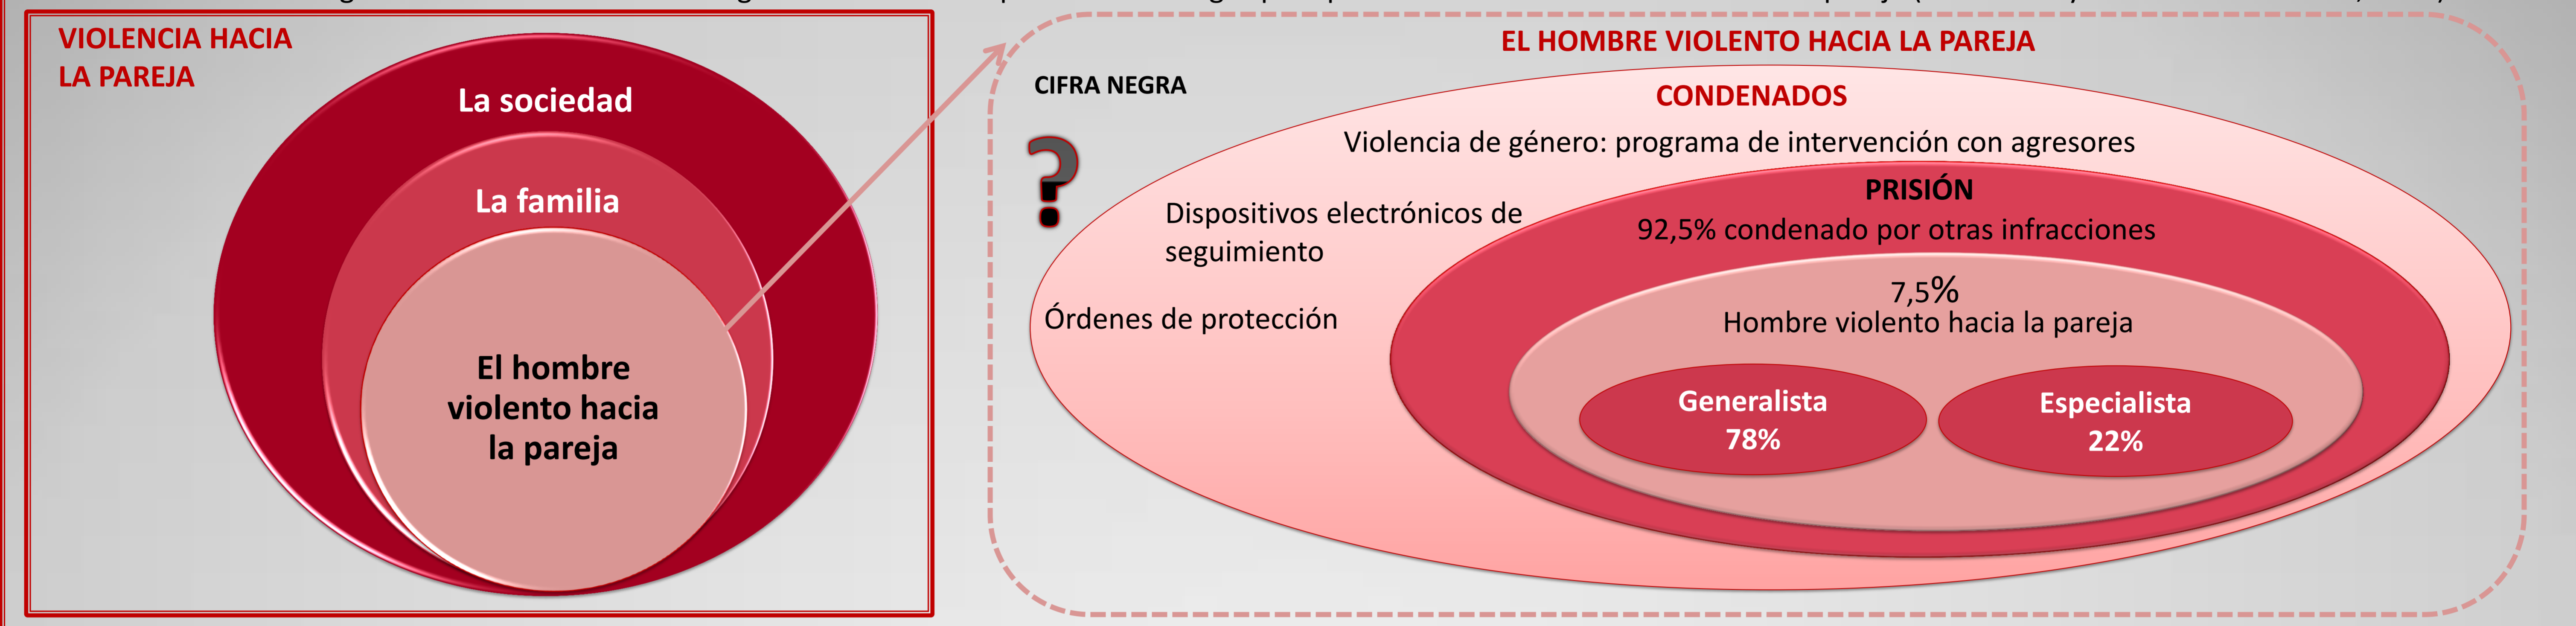 VIOLENCIA HACIA
LA PAREJA
La sociedad
La familia
El hombre
violento hacia
la pareja
EL HOMBRE VIOLENTO HACIA LA PAREJA
CIFRA NEGRA
?
CONDENADOS
Violencia de género: programa de intervención con agresores
Dispositivos electrónicos de
seguimiento
Órdenes de protección
PRISIÓN
92,5% condenado por otras infracciones
7,5%
Hombre violento hacia la pareja
Generalista
78%
Especialista
22%